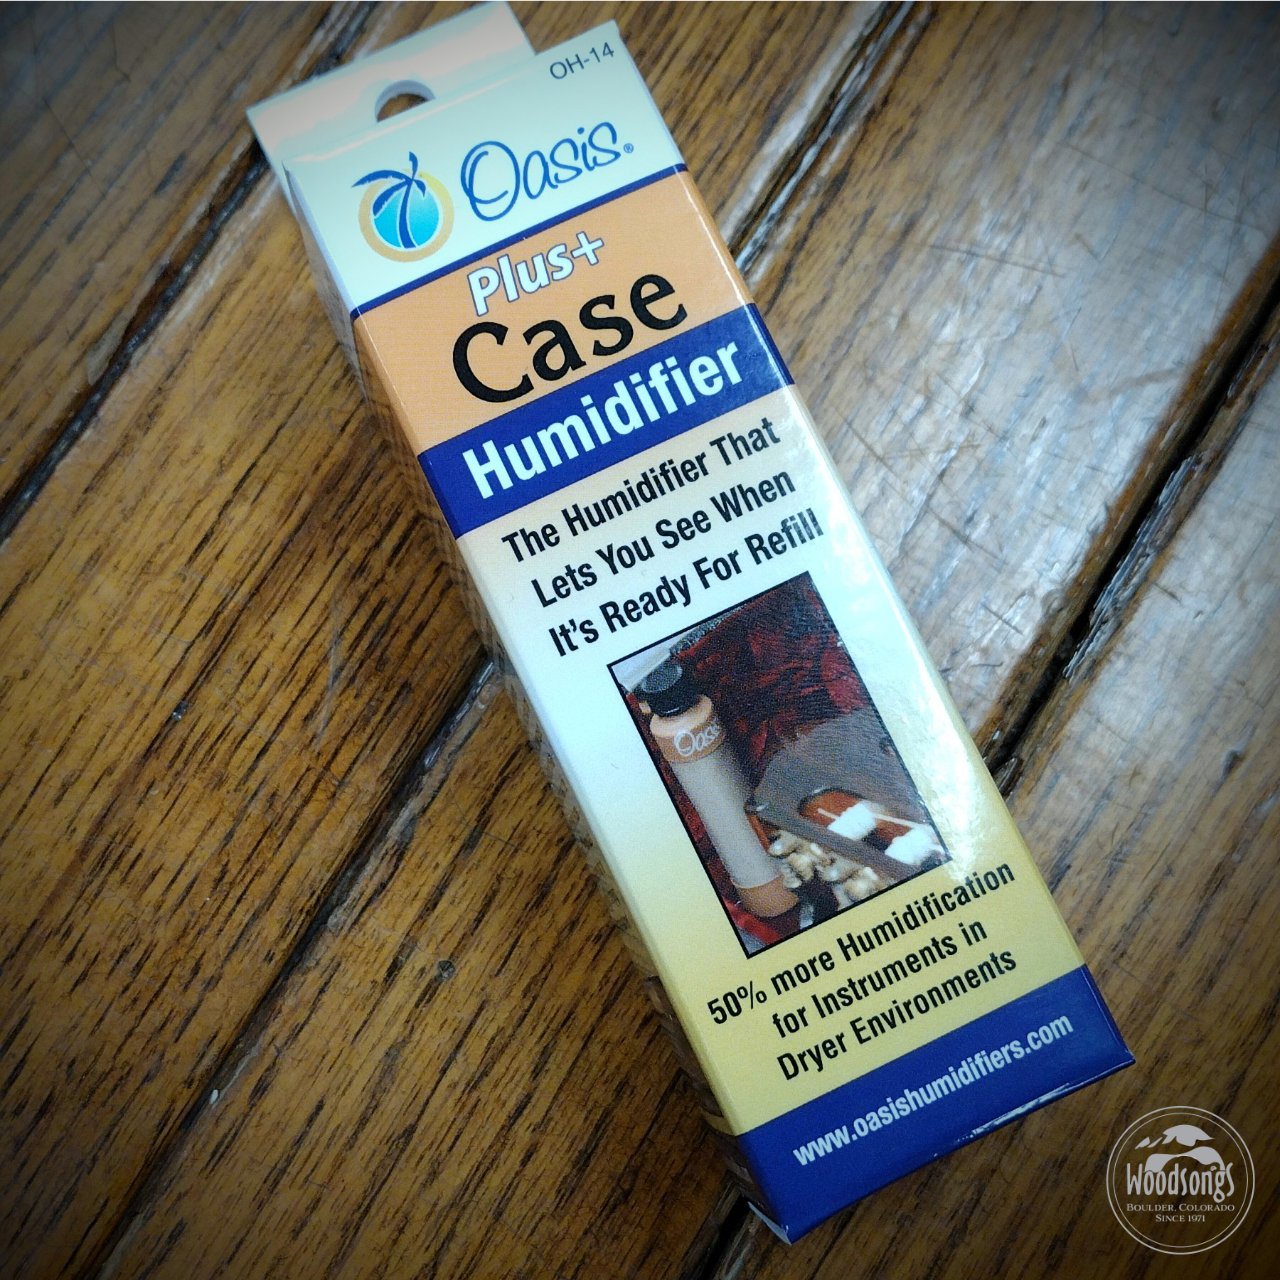 OH-14
Oasis®
Plus+
Case
Humidifier
The Humidifier That
Lets You See When
It's Ready For Refill
Oasis
50% more Humidification
for Instruments in
Dryer Environments
www.oasishumidifiers.com
Woodsongs
BOULDER, COLORADO
SINCE 1971